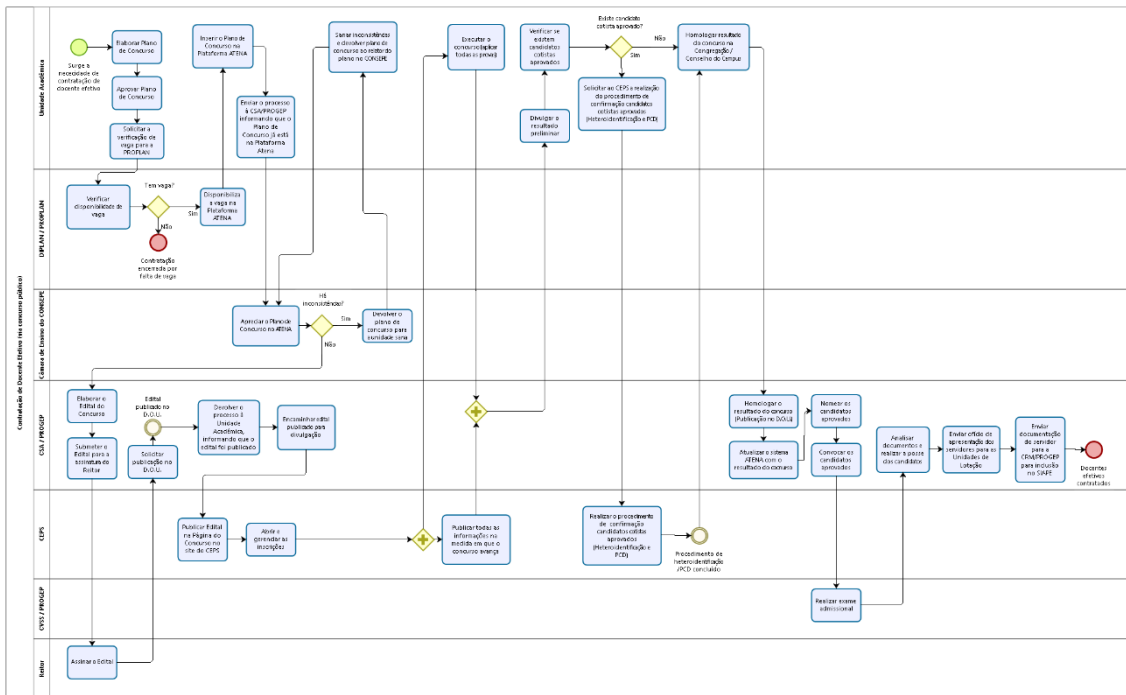 Contratação de Docente Efetivo (via concurso público)
Unidade Acadêmica
Surge a
necessidade de
contratação de
docente efetivo
Elaborar Plano
de Concurso
Aprovar Plano
de Concurso
Solicitar a
verificação de
vaga para a
PROPLAN
Inserir o Plano de
Concurso na
Plataforma ATENA
Enviar o processo
à CSA/PROGEP
informando que o
Plano de
Concurso já está
na Plataforma
Atena
Sanar inconsistências
e devolver plano de
concurso ao
plano no CONSEPE
Executar o
concurso (aplicar
todas as provas)
Verificar se
existem
candidatos
cotistas
aprovados
Divulgar o
resultado
preliminar
Existe candidato
cotista aprovado?
Não
Sim
Solicitar ao CEPS a realização
do procedimento de
confirmação candidatos
cotistas aprovados
(Heteroidentificação e PCD)
Homologar resultado
do concurso na
Congregação /
Conselho do Campus
DIPLAN / PROPLAN
Verificar
disponibilidade de
vaga
Tem vaga?
Sim
Não
Contratação
encerrada por
falta de vaga
Disponibiliza
a vaga na
Plataforma
ATENA
Câmara de Ensino do CONSEPE
Apreciar o Plano de
Concurso no ATENA
Há
inconsistências?
Sim
Não
Devolver o
plano de
concurso para
a unidade sanar
CSA / PROGEP
Elaborar o
Edital do
Concurso
Submeter o
Edital para a
assinatura do
Reitor
Edital
publicado no
D.O.U.
Solicitar
publicação no
D.O.U.
Devolver o
processo à
Unidade
Acadêmica,
informando que o
edital foi publicado
Encaminhar edital
publicado para
divulgação
Homologar o
resultado do concurso
(Publicação no D.O.U)
Atualizar o sistema
ATENA com o
resultado do concurso
Nomear os
candidatos
aprovados
Convocar os
candidatos
aprovados
Analisar
documentos e
realizar a posse
dos candidatos
Enviar ofício de
apresentação dos
servidores para as
Unidades de
Lotação
Enviar
documentação
do servidor
para a
CRM/PROGEP
para inclusão no
SIAPE
Docentes
efetivos
contratados
CEPS
Publicar Edital
na Página do
Concurso no
site do CEPS
Abrir e
gerenciar as
inscrições
Publicar todas as
informações na
medida em que o
concurso avança
Realizar o procedimento
de confirmação
candidatos cotistas
aprovados
(Heteroidentificação e
PCD)
Procedimento de
heteroidentificação
/PCD concluído
Realizar exame
admissional
Reitor
Assinar o Edital